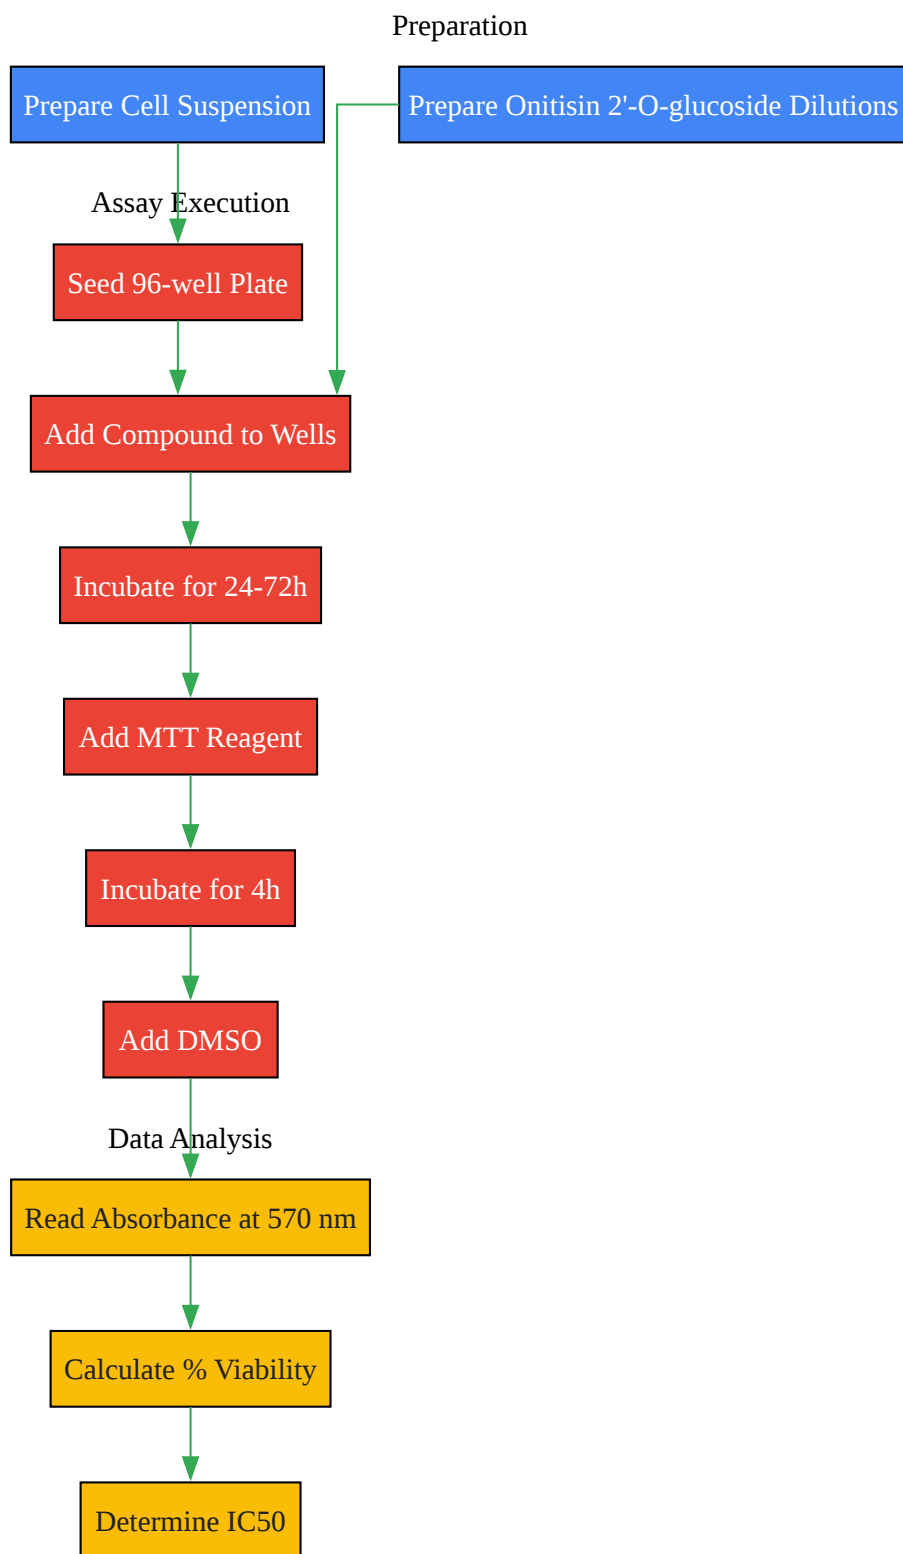 Preparation
Prepare Cell Suspension
Prepare Onitisin 2'-O-glucoside Dilutions
Assay Execution
Seed 96-well Plate
Add Compound to Wells
Incubate for 24-72h
Add MTT Reagent
Incubate for 4h
Add DMSO
Data Analysis
Read Absorbance at 570 nm
Calculate % Viability
Determine IC50